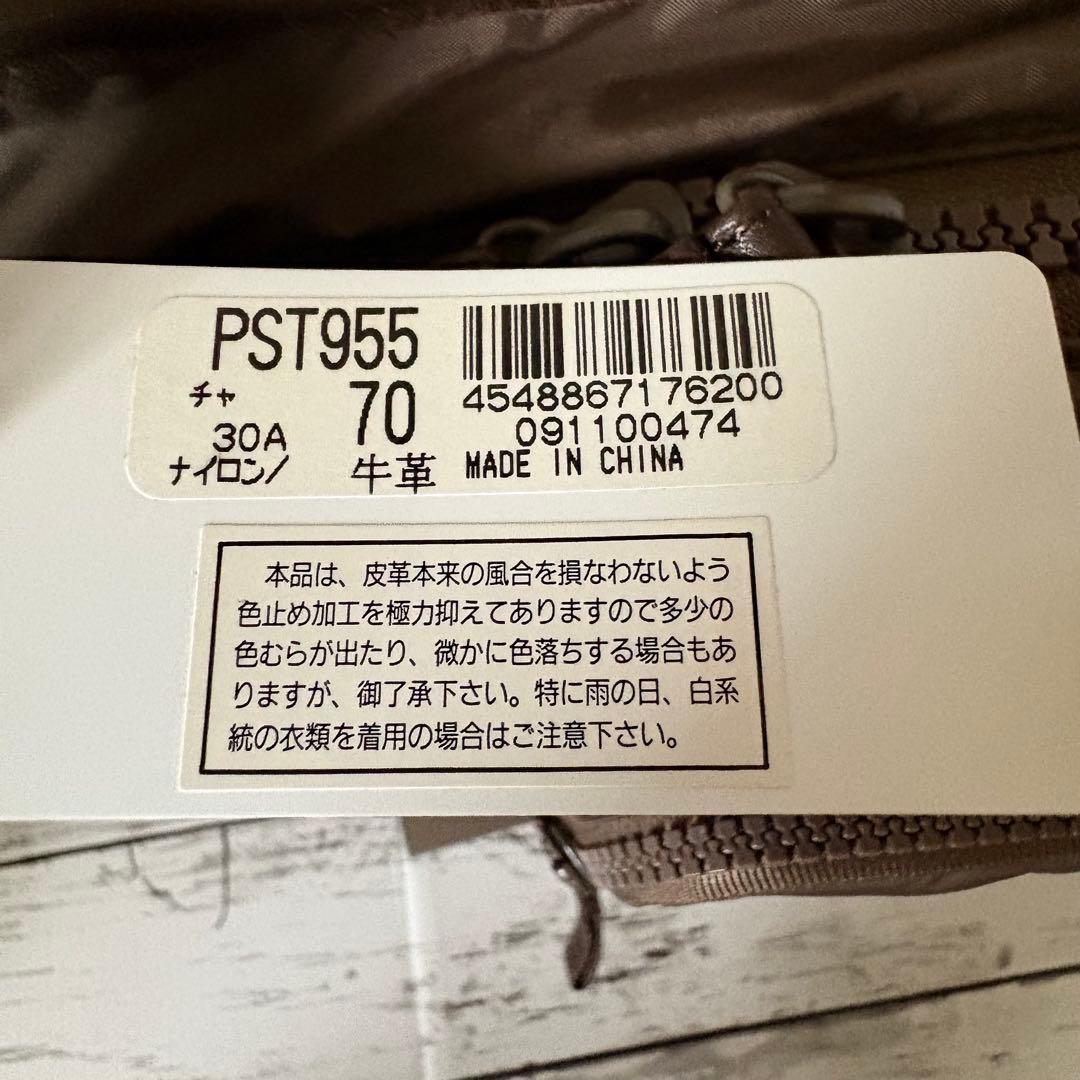 PST955
チャ 70
30A
ナイロン/ 牛革
4548867176200
091100474
MADE IN CHINA
本品は、皮革本来の風合を損なわないよう
色止め加工を極力抑えてありますので多少の
色むらが出たり、微かに色落ちする場合もあ
りますが、御了承下さい。特に雨の日、白系
統の衣類を着用の場合はご注意下さい。